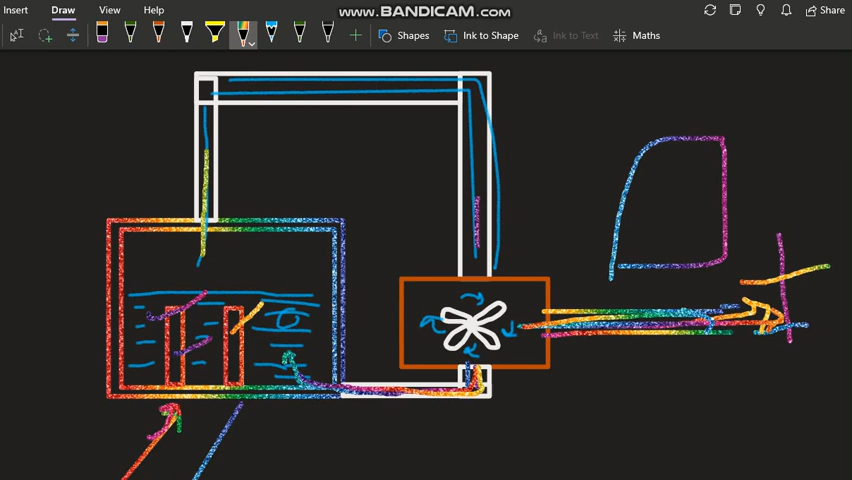 www.BANDICAM.com
Insert Draw View Help Share
Shapes Ink to Shape Ink to Text Maths